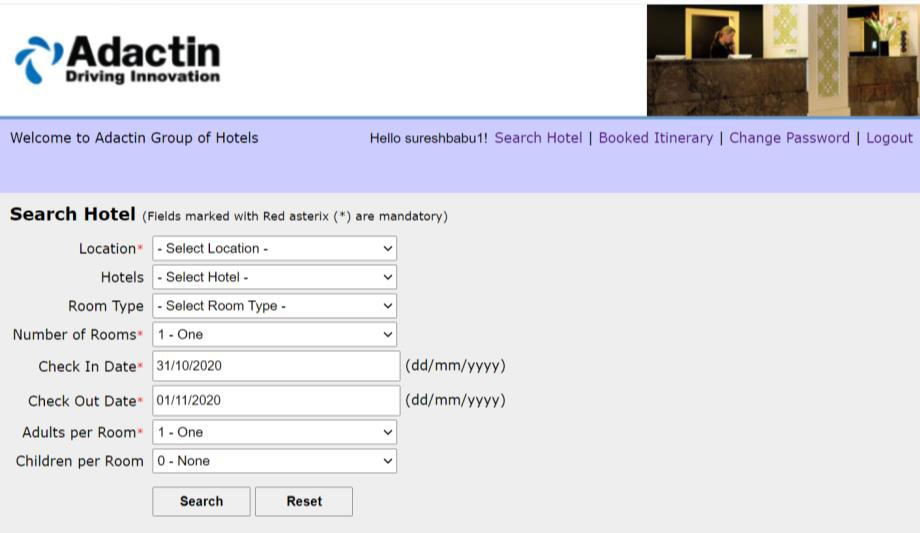 Adactin
Driving Innovation
Welcome to Adactin Group of Hotels Hello sureshbabu1! Search Hotel | Booked Itinerary | Change Password | Logout
Search Hotel (Fields marked with Red asterix (*) are mandatory)
Location* - Select Location -
Hotels - Select Hotel -
Room Type - Select Room Type -
Number of Rooms* 1 - One
Check In Date* 31/10/2020 (dd/mm/yyyy)
Check Out Date* 01/11/2020 (dd/mm/yyyy)
Adults per Room* 1 - One
Children per Room 0 - None
Search Reset